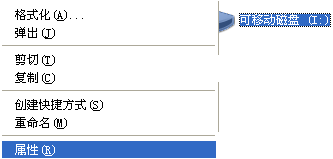 格式化(A)...
弹出(J)
剪切(T)
复制(C)
创建快捷方式(S)
重命名(M)
属性(R)
可移动磁盘 (I:)